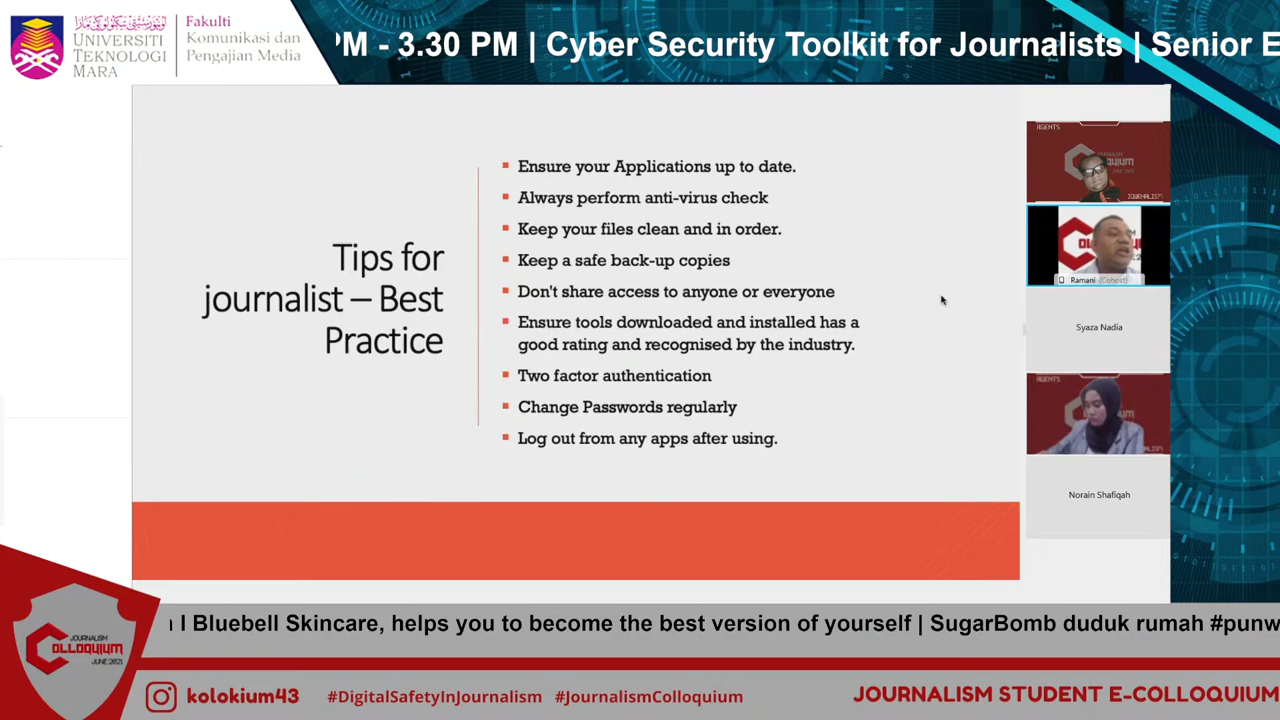 UNIVERSITI
TEKNOLOGI
MARA
Fakulti
Komunikasi dan
Pengajian Media
PM - 3.30 PM | Cyber Security Toolkit for Journalists | Senior E
Tips for
journalist – Best
Practice
Ensure your Applications up to date.
Always perform anti-virus check
Keep your files clean and in order.
Keep a safe back-up copies
Don't share access to anyone or everyone
Ensure tools downloaded and installed has a
good rating and recognised by the industry.
Two factor authentication
Change Passwords regularly
Log out from any apps after using.
AGENTS
JOURNALISM
Ramani (Cohost)
Syaza Nadia
AGENTS
Norain Shafiqah
I Bluebell Skincare, helps you to become the best version of yourself | SugarBomb duduk rumah #punw
JOURNALISM
COLLOQUIUM
JUNE 2021
kolokium43
#DigitalSafetyInJournalism #JournalismColloquium
JOURNALISM STUDENT E-COLLOQUIUM